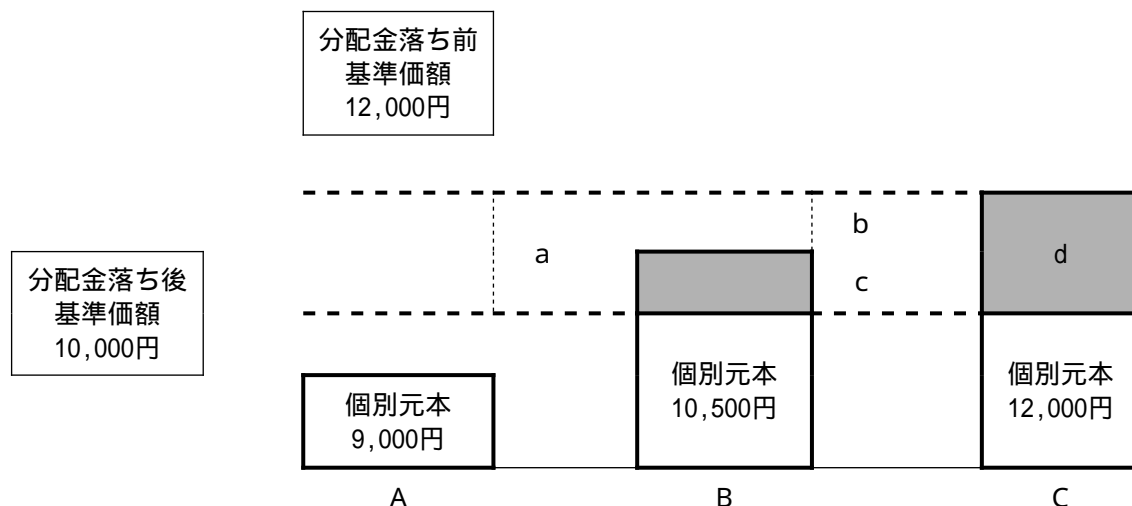 分配金落ち前
基準価額
12,000円
a
b
c
d
分配金落ち後
基準価額
10,000円
個別元本
9,000円
個別元本
10,500円
個別元本
12,000円
A
B
C